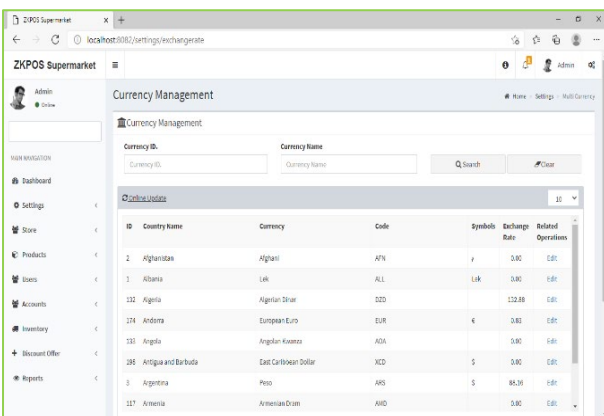 ZKPOS Supermarket
localhost:8082/settings/exchangerate
ZKPOS Supermarket
Admin
Admin
Online
Currency Management
Home
Settings
Multi Currency
Currency Management
Currency ID.
Currency Name
Currency ID.
Currency Name
Search
Clear
MAIN NAVIGATION
Dashboard
Settings
Store
Products
Users
Accounts
Inventory
Discount Offer
Reports
Online Update
10
ID Country Name Currency Code Symbols Exchange Rate Related Operations
2 Afghanistan Afghani AFN 0.00 Edit
1 Albania Lek ALL Lek 0.00 Edit
132 Algeria Algerian Dinar DZD 132.88 Edit
174 Andorra European Euro EUR € 0.83 Edit
133 Angola Angolan Kwanza AOA 0.00 Edit
196 Antigua and Barbuda East Caribbean Dollar XCD $ 0.00 Edit
3 Argentina Peso ARS $ Edit
117 Armenia Armenian Dram AMD 0.00 Edit